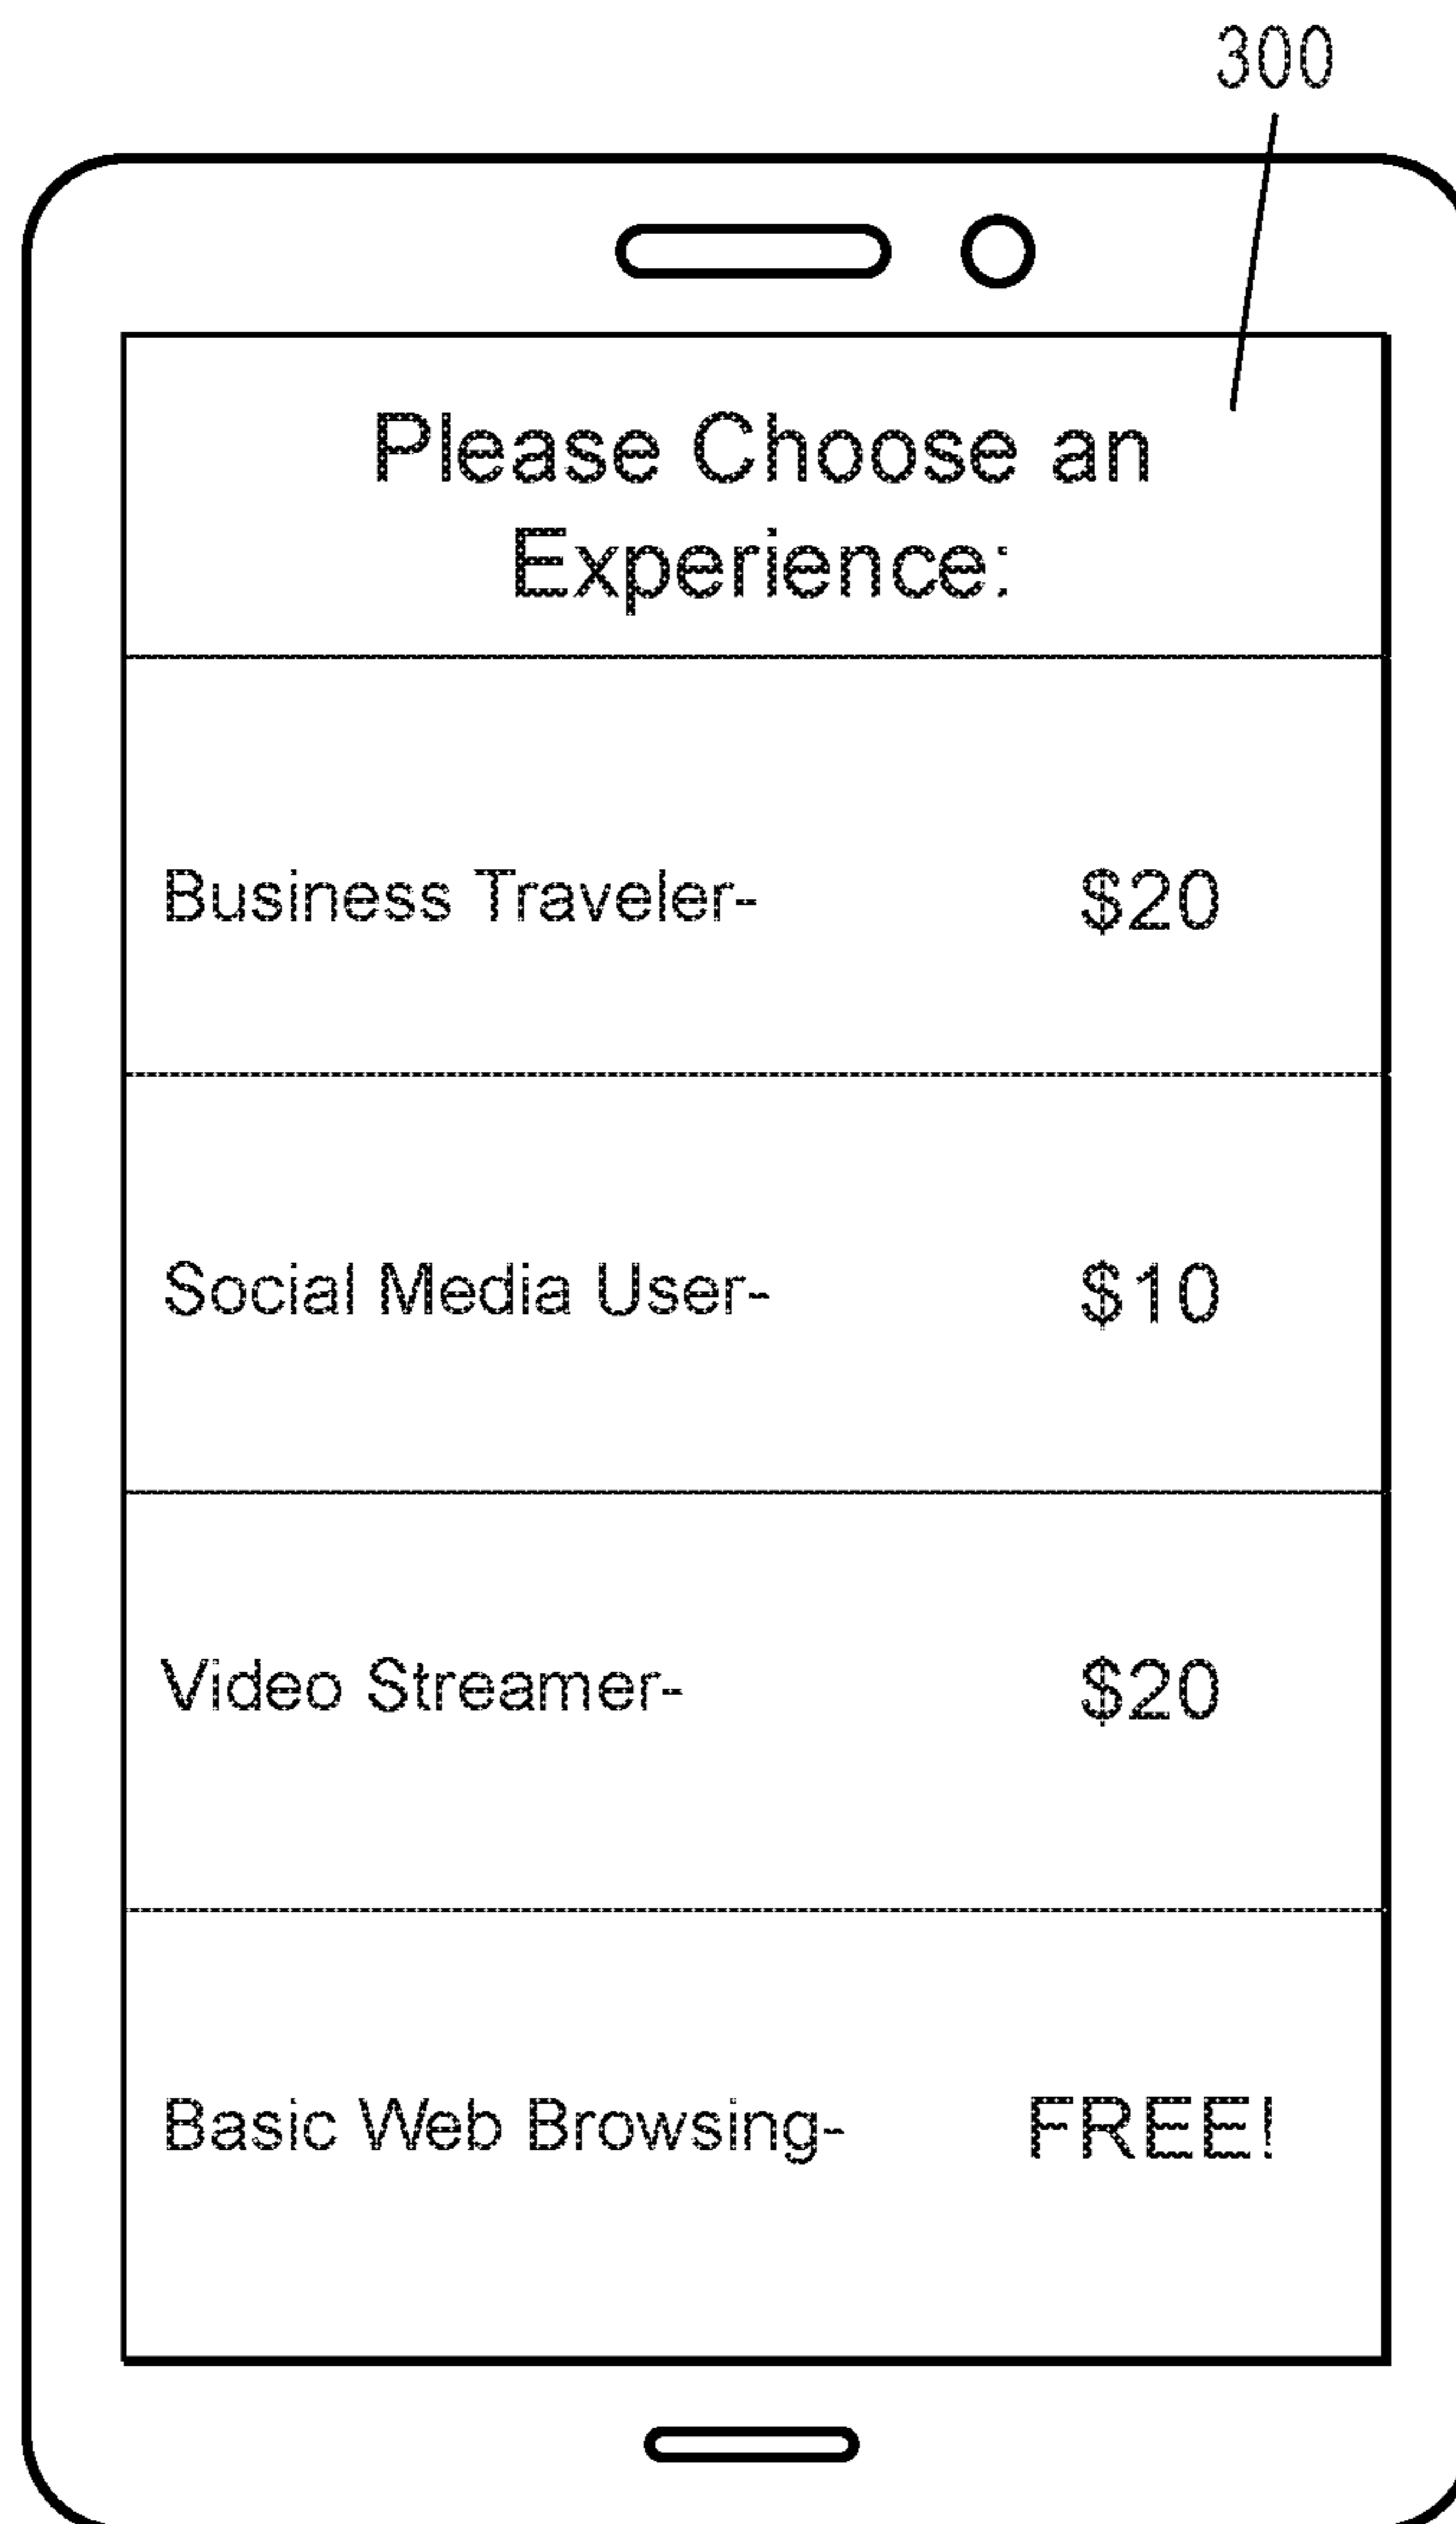 300
Please Choose an
Experience:
Business Traveler- $20
Social Media User- $10
Video Streamer- $20
Basic Web Browsing- FREE!